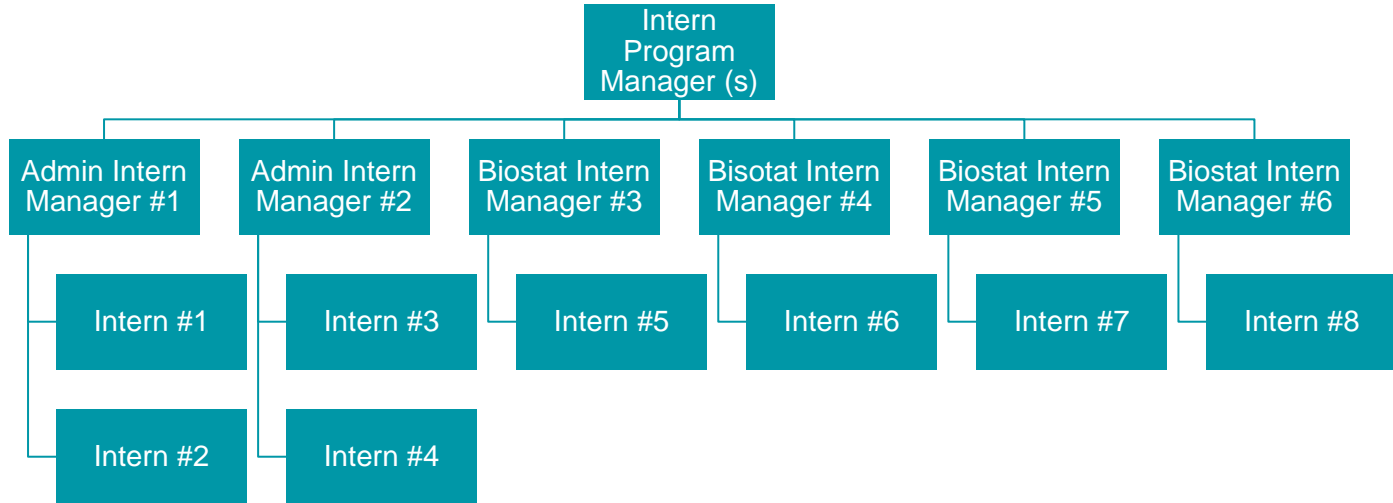 Intern
Program
Manager (s)
Admin Intern
Manager #1
Admin Intern
Manager #2
Biostat Intern
Manager #3
Bisotat Intern
Manager #4
Biostat Intern
Manager #5
Biostat Intern
Manager #6
Intern #1
Intern #3
Intern #5
Intern #6
Intern #7
Intern #8
Intern #2
Intern #4